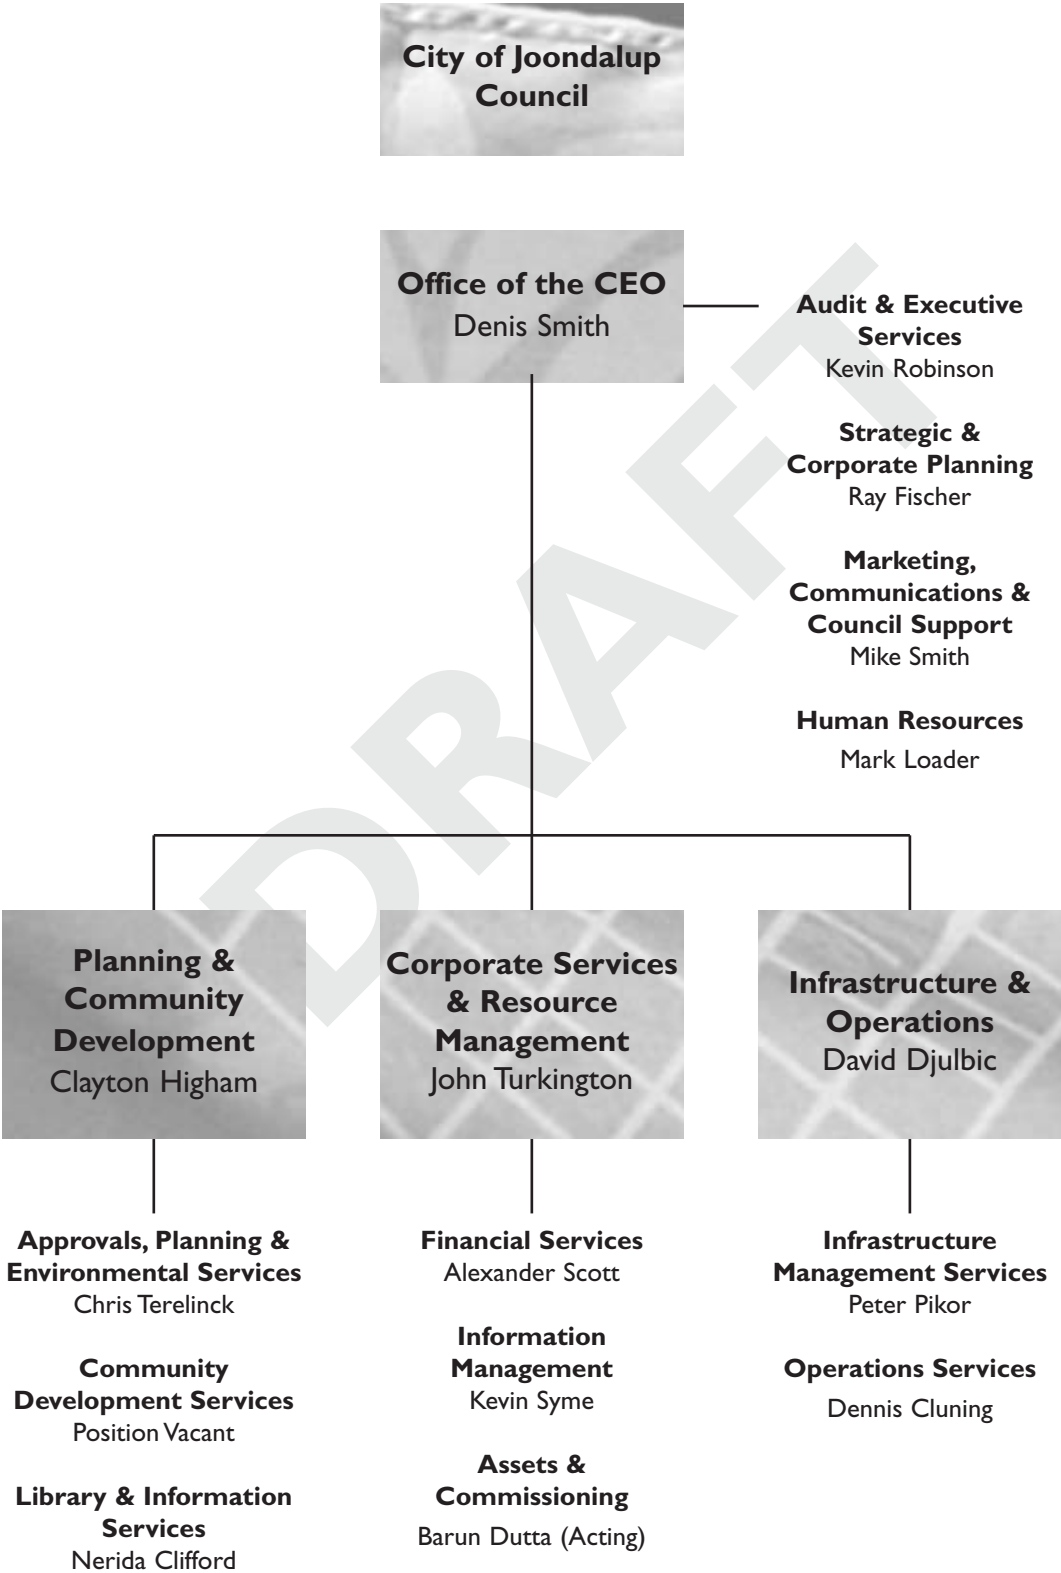 City of Joondalup
Council
Office of the CEO
Denis Smith
Audit & Executive
Services
Kevin Robinson
Strategic &
Corporate Planning
Ray Fischer
Marketing,
Communications &
Council Support
Mike Smith
Human Resources
Mark Loader
DRAFT
Planning &
Community
Development
Clayton Higham
Corporate Services
& Resource
Management
John Turkington
Infrastructure &
Operations
David Djulbic
Approvals, Planning &
Environmental Services
Chris Terelinck
Community
Development Services
Position Vacant
Library & Information
Services
Nerida Clifford
Financial Services
Alexander Scott
Information
Management
Kevin Syme
Assets &
Commissioning
Barun Dutta (Acting)
Infrastructure
Management Services
Peter Pikor
Operations Services
Dennis Cluning